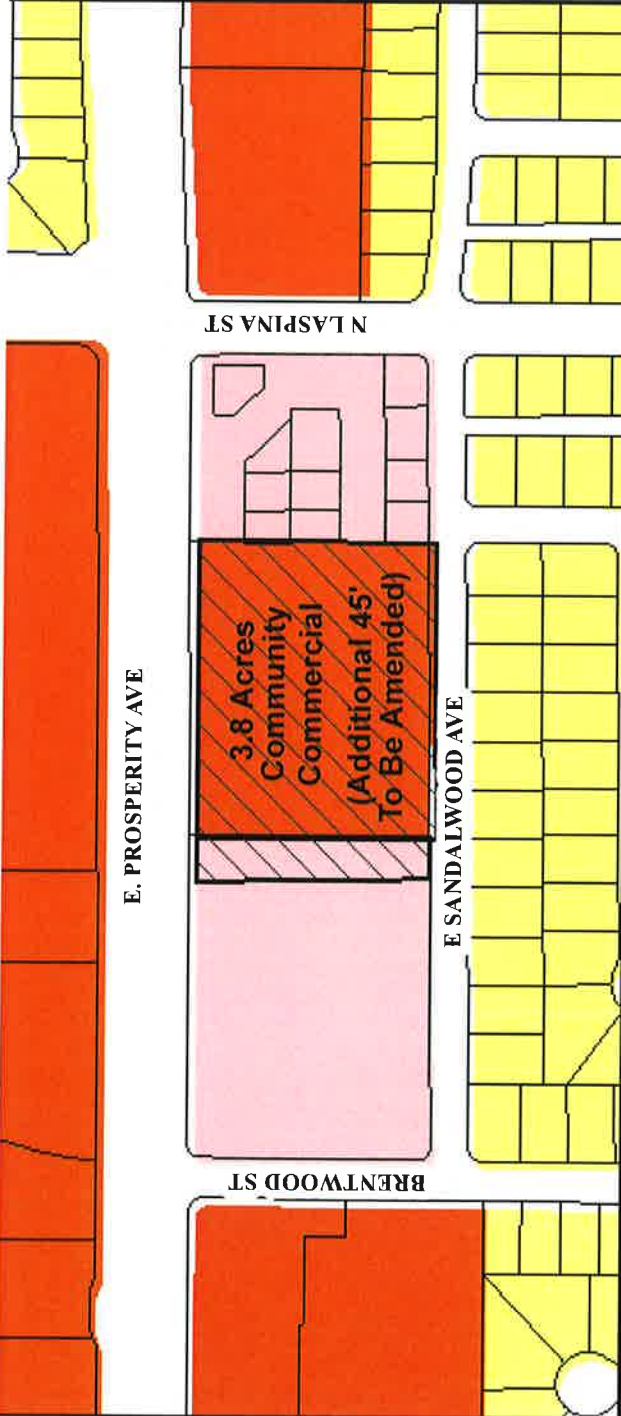 E. PROSPERITY AVE
N LASPINA ST
3.8 Acres
Community
Commercial
(Additional 45'
To Be Amended)
E SANDALWOOD AVE
BRENTWOOD ST